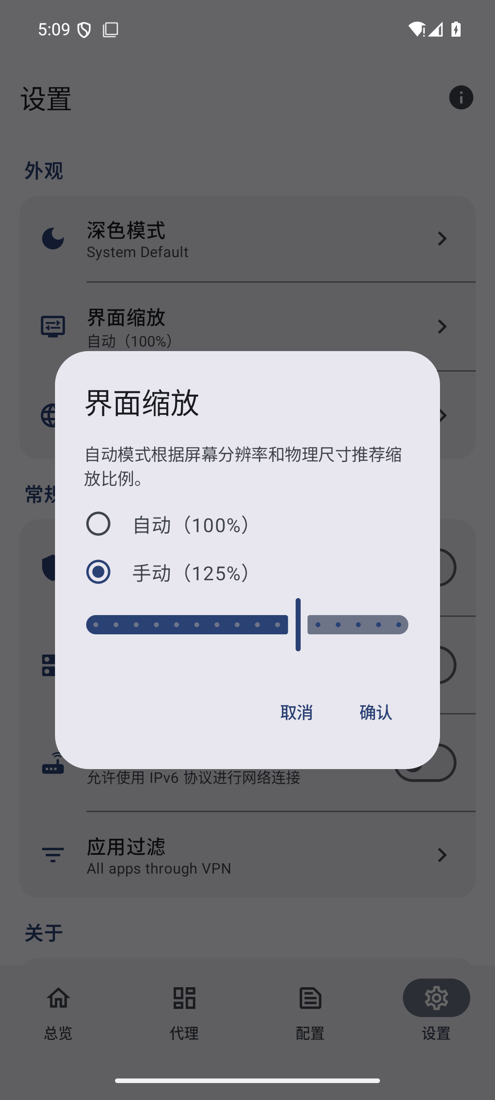 5:09
设置
外观
深色模式
System Default
界面缩放
自动（100%）
界面缩放
自动模式根据屏幕分辨率和物理尺寸推荐缩
放比例。
自动（100%）
手动（125%）
取消
确认
常规
允许使用 IPv6 协议进行网络连接
应用过滤
All apps through VPN
关于
总览
代理
配置
设置